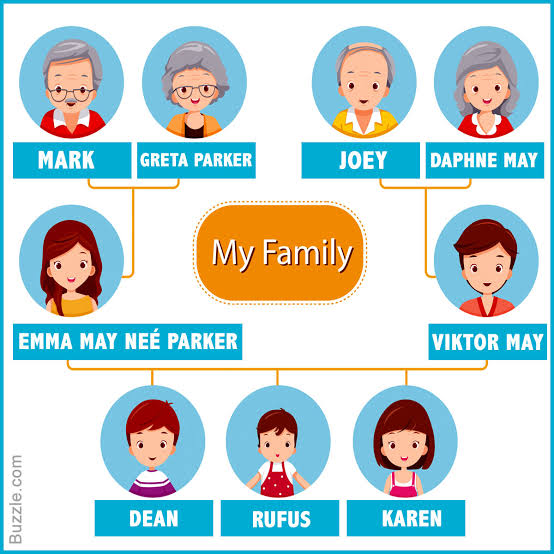 MARK
GRETA PARKER
JOEY
DAPHNE MAY
My Family
EMMA MAY NEÉ PARKER
VIKTOR MAY
DEAN
RUFUS
KAREN
Buzzle.com